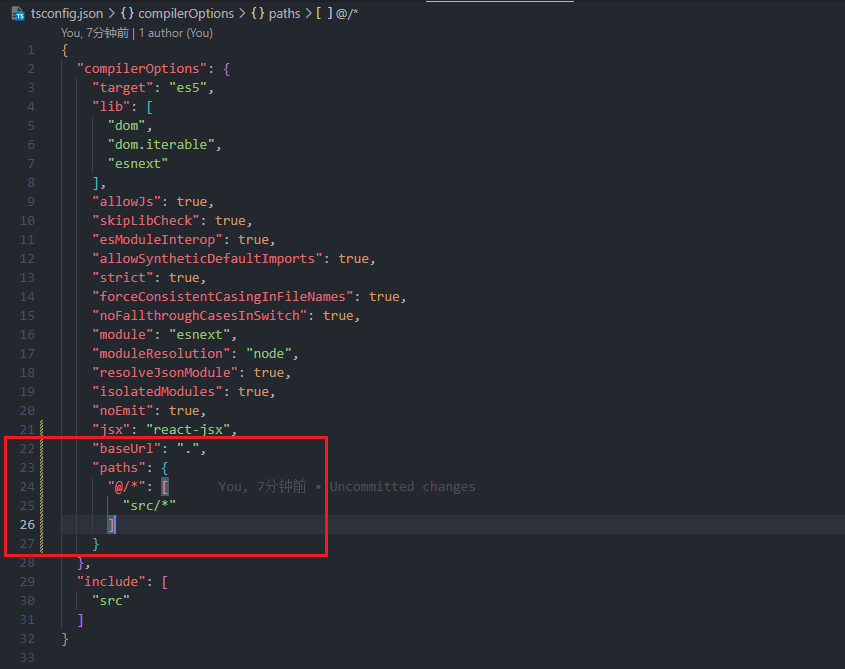 tsconfig.json > {} compilerOptions > {} paths > [ ] @/*
You, 7分钟前 | 1 author (You)
1 {
2 "compilerOptions": {
3 "target": "es5",
4 "lib": [
5 "dom",
6 "dom.iterable",
7 "esnext"
8 ],
9 "allowJs": true,
10 "skipLibCheck": true,
11 "esModuleInterop": true,
12 "allowSyntheticDefaultImports": true,
13 "strict": true,
14 "forceConsistentCasingInFileNames": true,
15 "noFallthroughCasesInSwitch": true,
16 "module": "esnext",
17 "moduleResolution": "node",
18 "resolveJsonModule": true,
19 "isolatedModules": true,
20 "noEmit": true,
21 "jsx": "react-jsx",
22 "baseUrl": ".",
23 "paths": {
24 "@/*": [ You, 7分钟前 • Uncommitted changes
25 "src/*"
26 ]
27 }
28 },
29 "include": [
30 "src"
31 ]
32 }
33